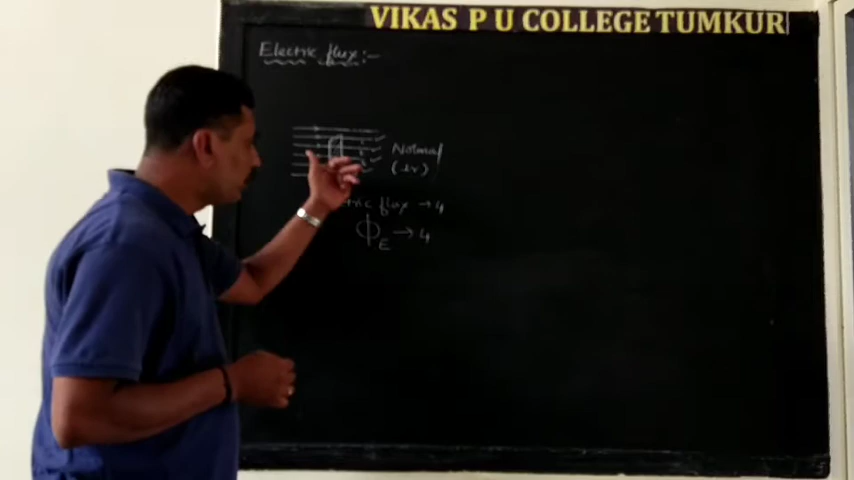 VIKAS P U COLLEGE TUMKUR
Electric flux:-
Normal
(⊥r)
flux → 4
ΦE → 4